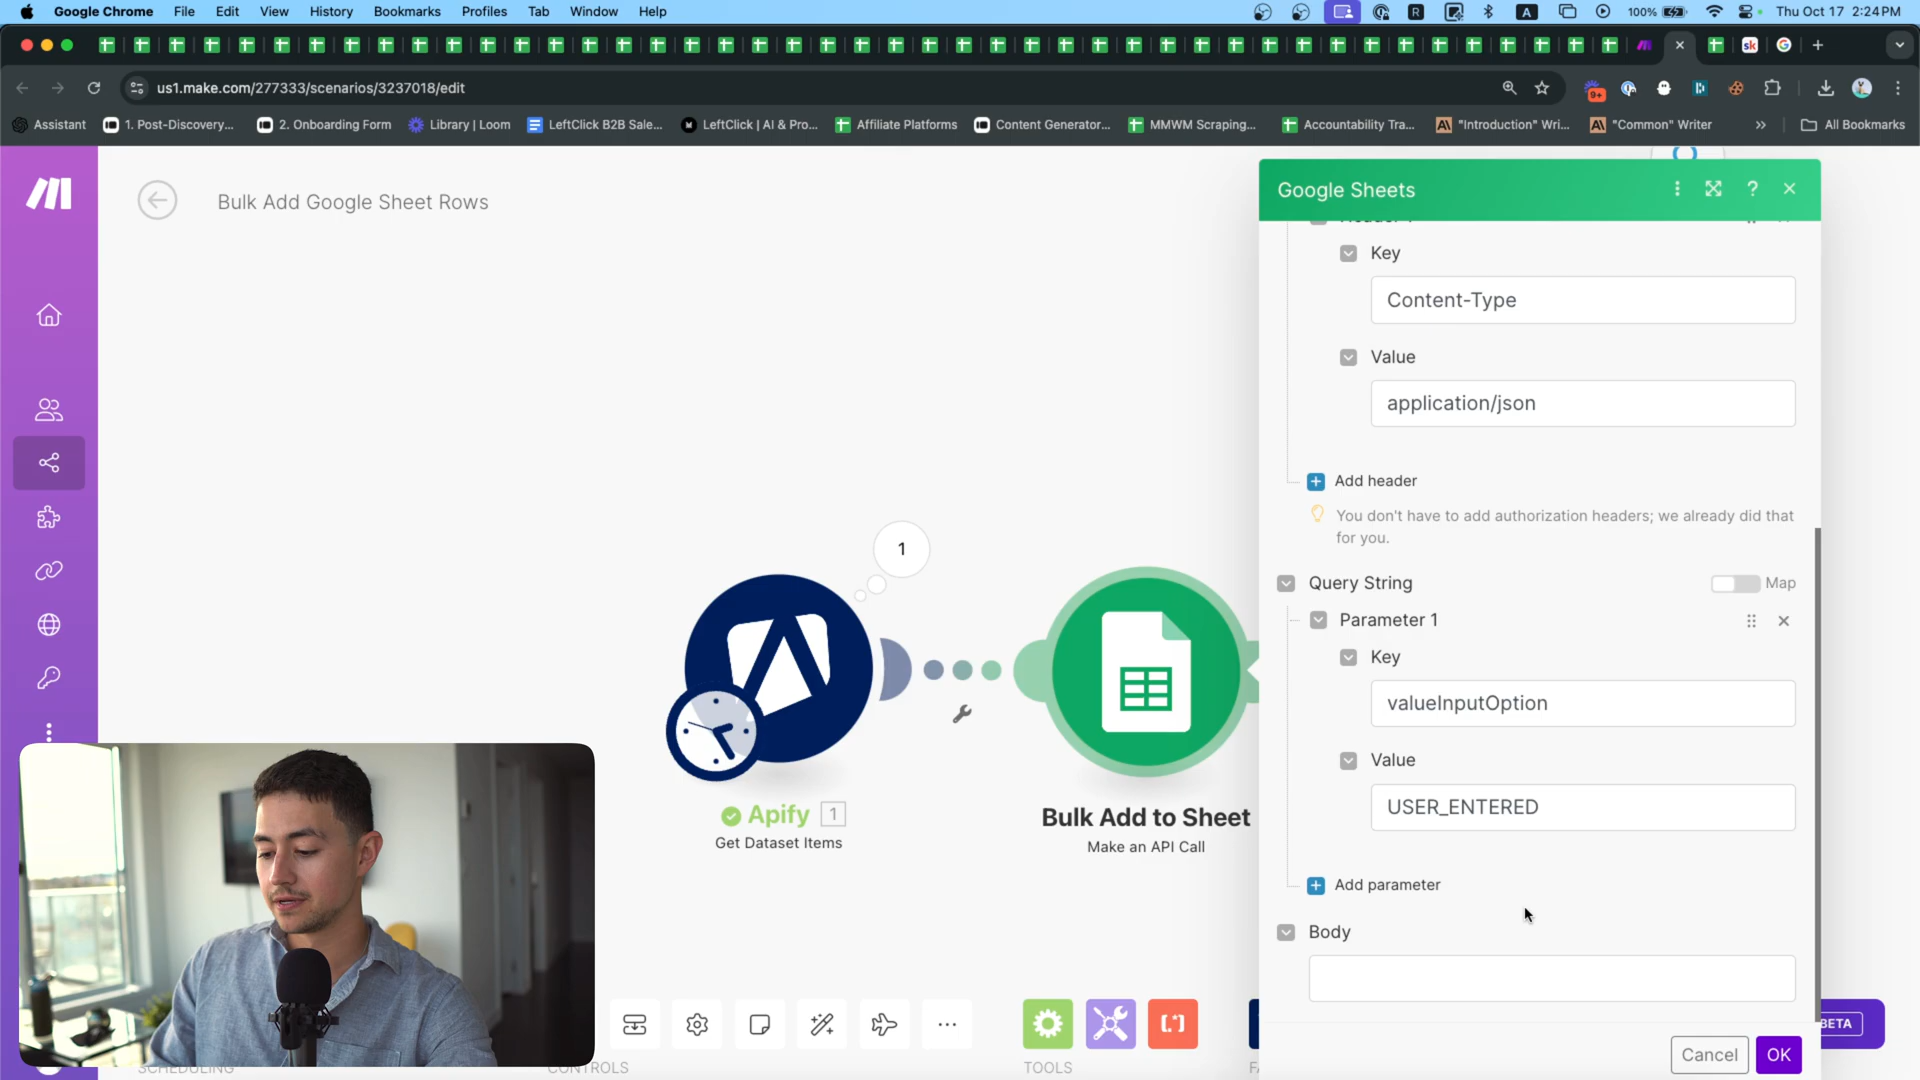 Google Chrome File Edit View History Bookmarks Profiles Tab Window Help
100% Thu Oct 17 2:24 PM
us1.make.com/277333/scenarios/3237018/edit
9+
Assistant
1. Post-Discovery...
2. Onboarding Form
Library | Loom
LeftClick B2B Sale...
LeftClick | AI & Pro...
Affiliate Platforms
Content Generator...
MMWM Scraping...
Accountability Tra...
"Introduction" Wri...
"Common" Writer
»
All Bookmarks
Bulk Add Google Sheet Rows
1
Apify 1
Get Dataset Items
Bulk Add to Sheet
Make an API Call
Google Sheets
Key
Content-Type
Value
application/json
Add header
You don't have to add authorization headers; we already did that
for you.
Query String
Map
Parameter 1
Key
valueInputOption
Value
USER_ENTERED
Add parameter
Body
Cancel
OK
BETA
SCHEDULING
CONTROLS
TOOLS